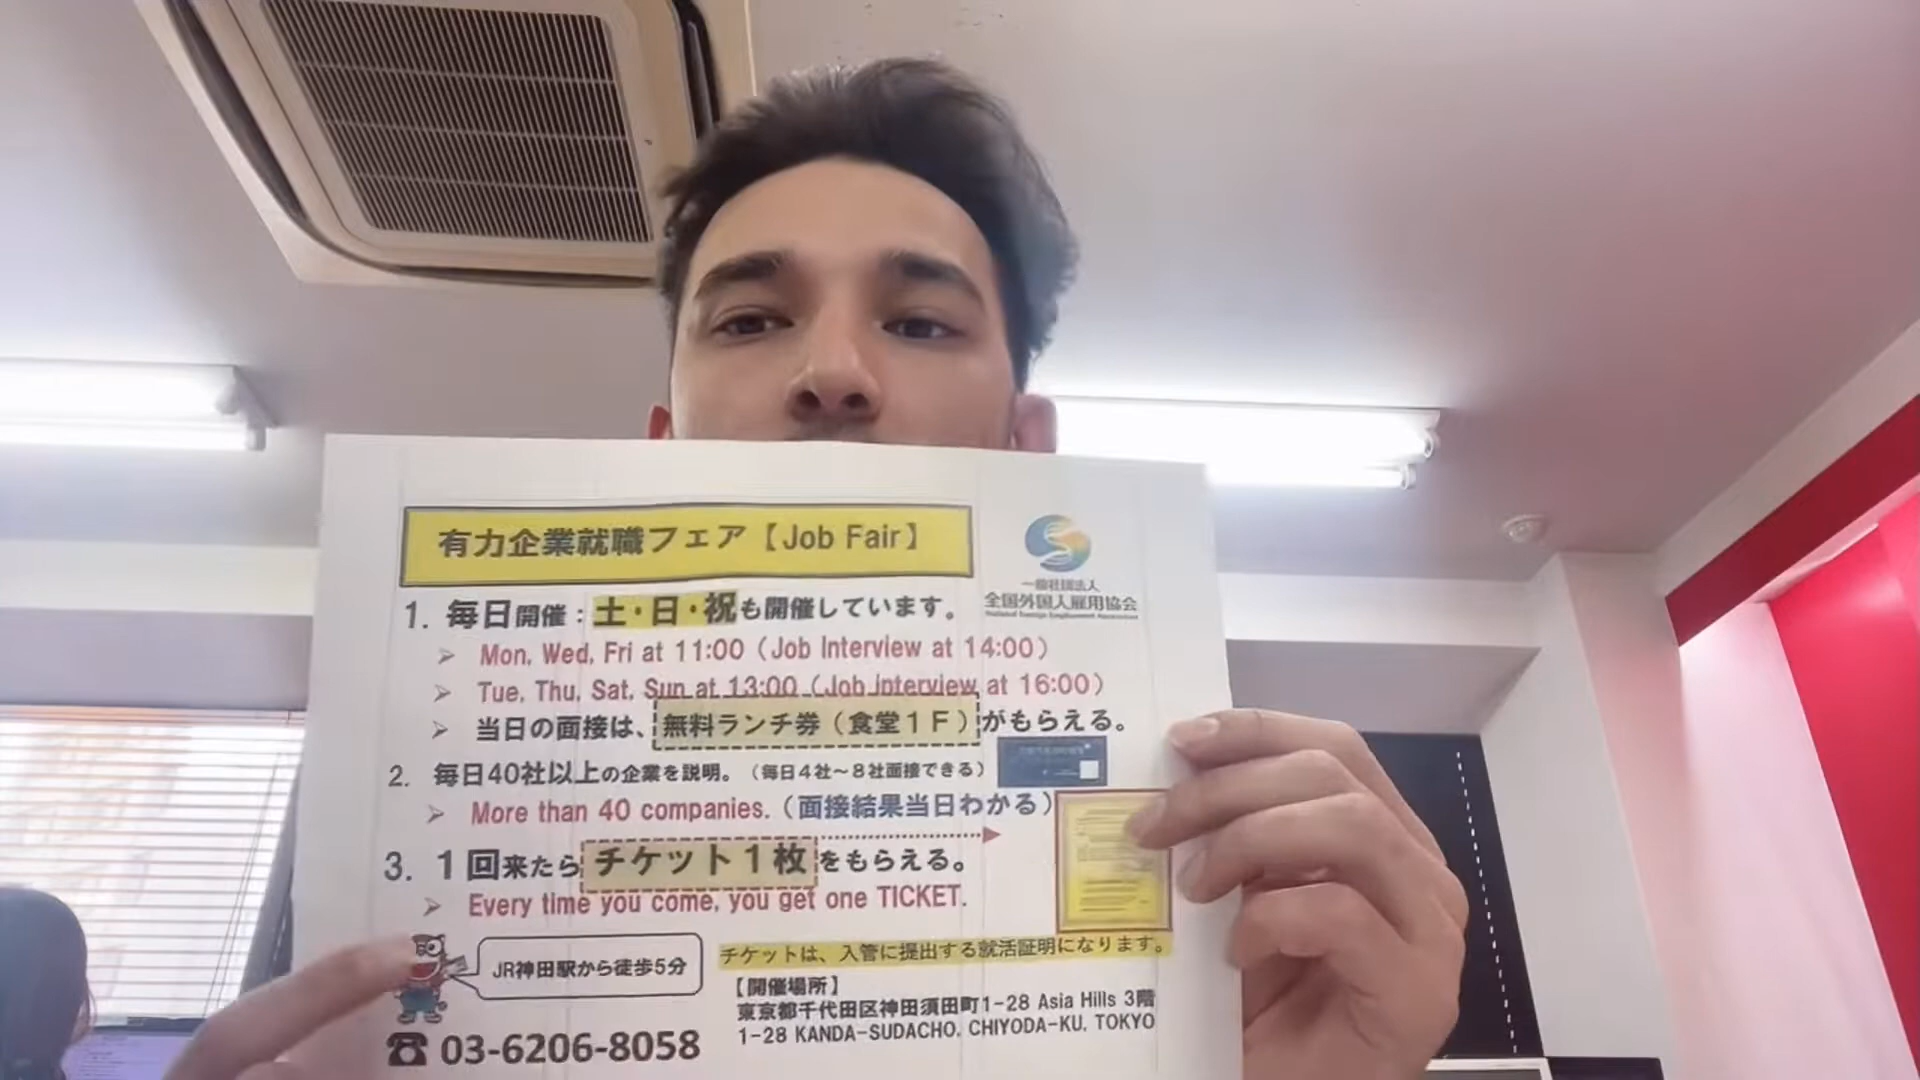 有力企業就職フェア【Job Fair】
一般社団法人
全国外国人雇用協会
National Foreign Employment Association
1. 毎日開催：土・日・祝も開催しています。
➢ Mon, Wed, Fri at 11:00（Job Interview at 14:00）
➢ Tue, Thu, Sat, Sun at 13:00（Job interview at 16:00）
➢ 当日の面接は、無料ランチ券（食堂１Ｆ）がもらえる。
2. 毎日40社以上の企業を説明。（毎日４社～８社面接できる）
➢ More than 40 companies.（面接結果当日わかる）
3. １回来たらチケット１枚をもらえる。
➢ Every time you come, you get one TICKET.
JR神田駅から徒歩5分
チケットは、入管に提出する就活証明になります。
【開催場所】
東京都千代田区神田須田町1-28 Asia Hills 3階
1-28 KANDA-SUDACHO. CHIYODA-KU. TOKYO
☎ 03-6206-8058